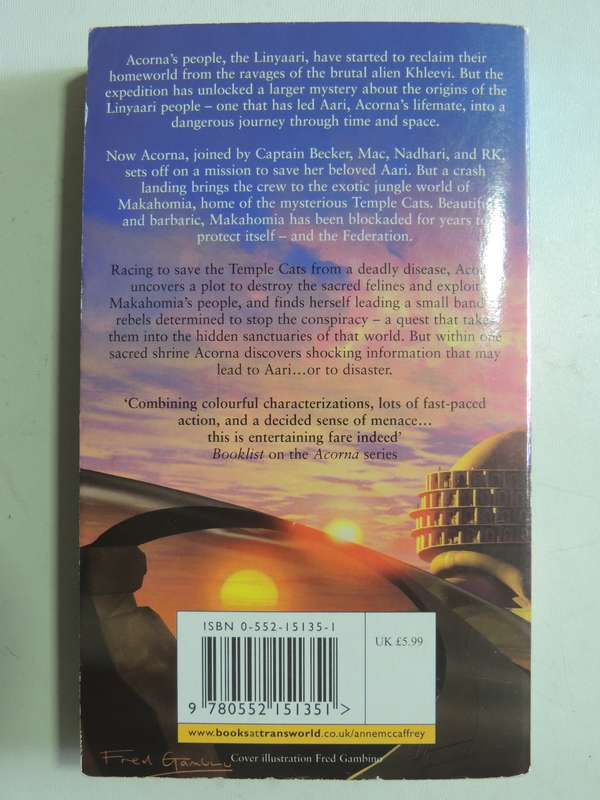 Acorna's people, the Linyaari, have started to reclaim their
homeworld from the ravages of the brutal alien Khleevi. But the
expedition has unlocked a larger mystery about the origins of the
Linyaari people – one that has led Aari, Acorna's lifemate, into a
dangerous journey through time and space.
Now Acorna, joined by Captain Becker, Mac, Nadhari, and RK,
sets off on a mission to save her beloved Aari. But a crash
landing brings the crew to the exotic jungle world of
Makahomia, home of the mysterious Temple Cats. Beautiful
and barbaric, Makahomia has been blockaded for years to
protect itself – and the Federation.
Racing to save the Temple Cats from a deadly disease, Acorna
uncovers a plot to destroy the sacred felines and exploit
Makahomia's people, and finds herself leading a small band of
rebels determined to stop the conspiracy – a quest that takes
them into the hidden sanctuaries of that world. But within one
sacred shrine Acorna discovers shocking information that may
lead to Aari...or to disaster.
'Combining colourful characterizations, lots of fast-paced
action, and a decided sense of menace...
this is entertaining fare indeed'
Booklist on the Acorna series
ISBN 0-552-15135-1
UK £5.99
9 780552 151351 >
www.booksattransworld.co.uk/annemccaffrey
Fred Gambino
Cover illustration Fred Gambino